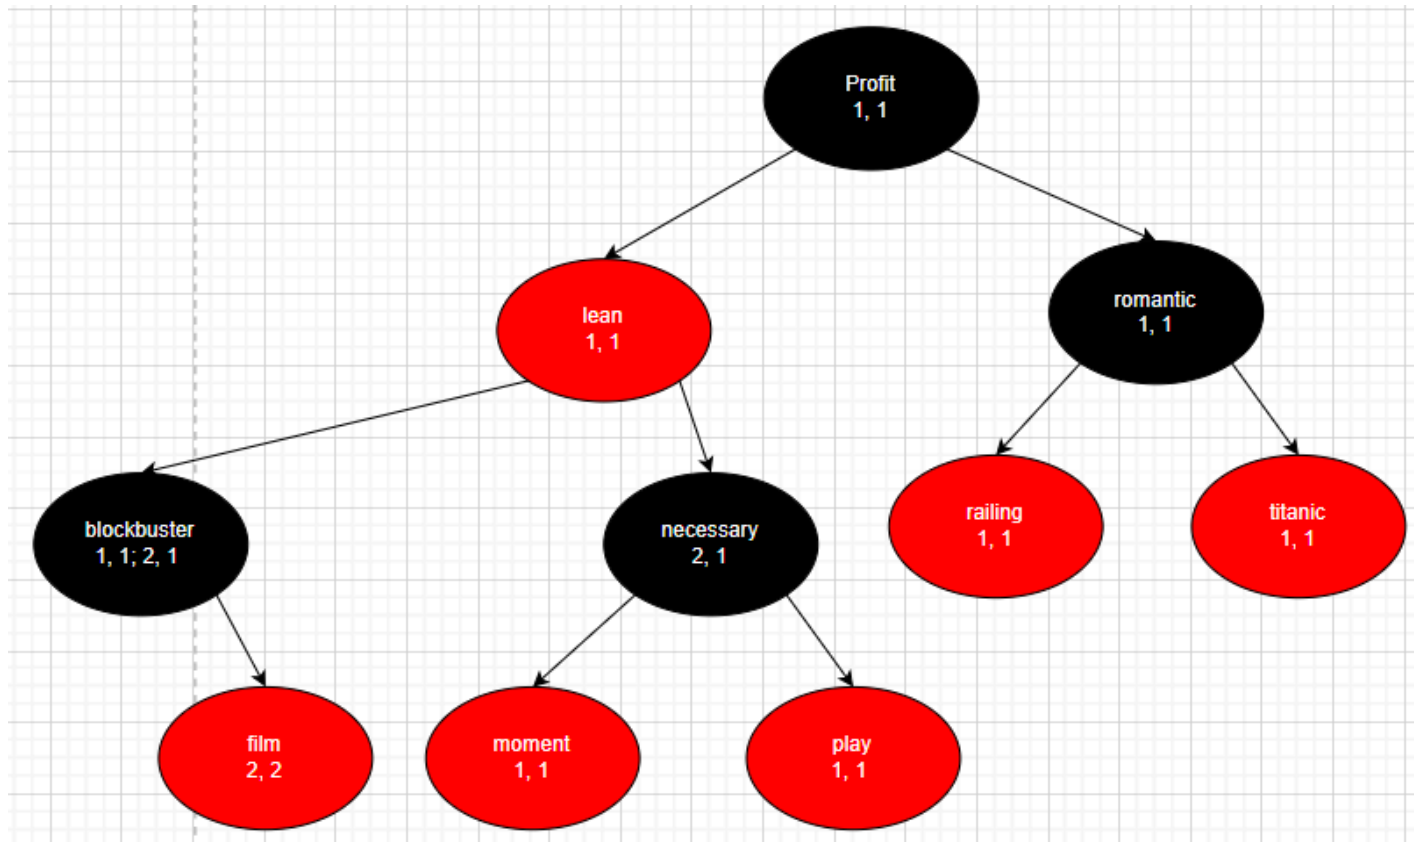 Profit
1, 1
lean
1, 1
romantic
1, 1
blockbuster
1, 1; 2, 1
necessary
2, 1
railing
1, 1
titanic
1, 1
film
2, 2
moment
1, 1
play
1, 1